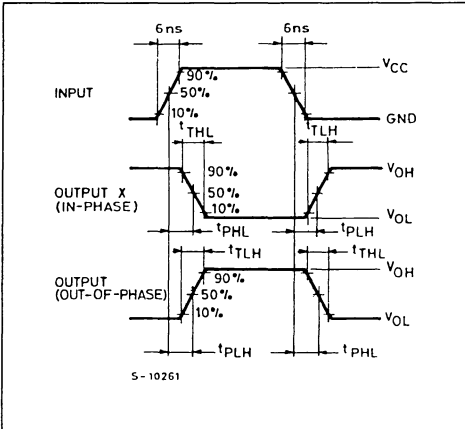 6ns 6ns
VCC
90%
INPUT 50%
10% GND
tTHL tTLH
90% VOH
OUTPUT X 50%
(IN-PHASE) 10% VOL
tPHL tPLH
tTLH tTHL
VOH
OUTPUT 90%
(OUT-OF-PHASE) 50%
10% VOL
tPLH tPHL
S-10261